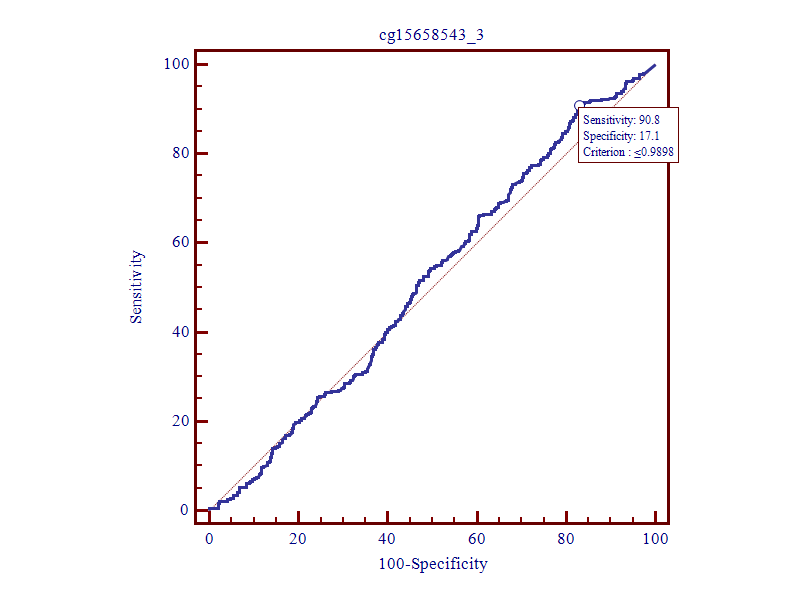 cg15658543_3
100
80
60
40
20
0
Sensitivity
Sensitivity: 90.8
Specificity: 17.1
Criterion : ≤0.9898
0 20 40 60 80 100
100-Specificity